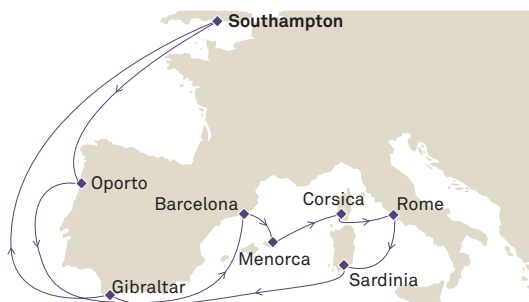 Southampton
Oporto
Barcelona
Corsica
Rome
Menorca
Sardinia
Gibraltar